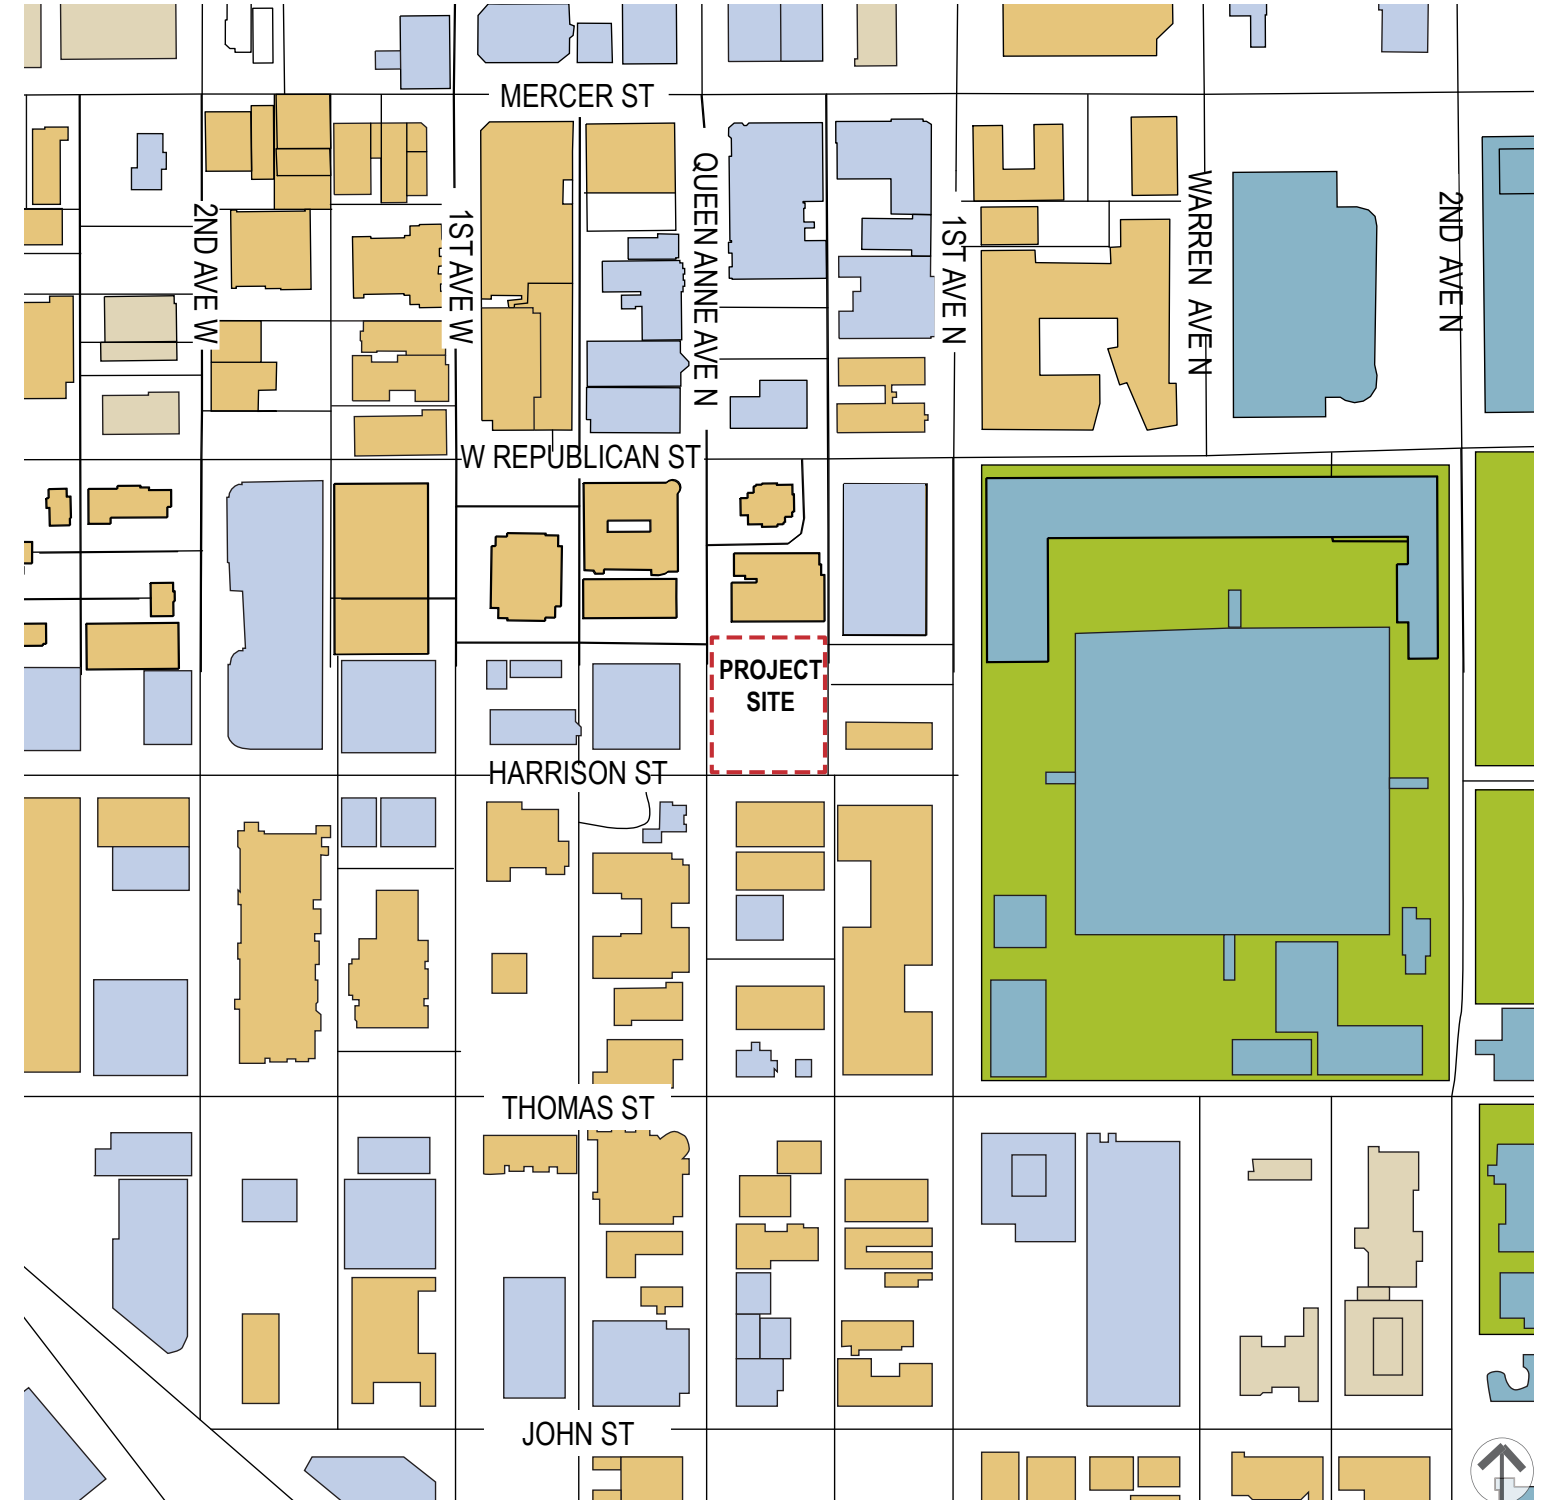 MERCER ST
2ND AVE W
1ST AVE W
QUEEN ANNE AVE N
1ST AVE N
WARREN AVE N
2ND AVE N
W REPUBLICAN ST
PROJECT
SITE
HARRISON ST
THOMAS ST
JOHN ST